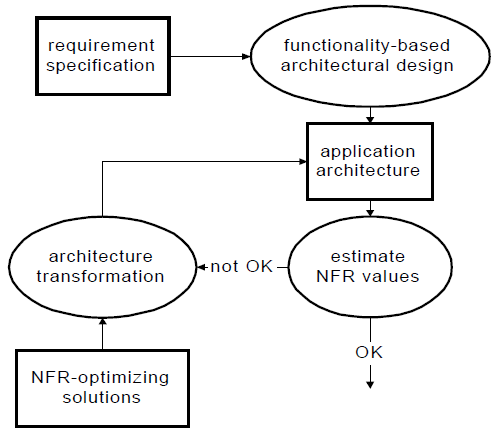 requirement
specification
functionality-based
architectural design
application
architecture
architecture
transformation
not OK
estimate
NFR values
OK
NFR-optimizing
solutions